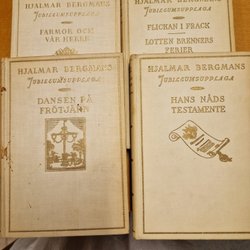 HJALMAR BERGMANS
JUBILEUMSUPPLAGA
FARMOR OCH
VÅR HERRE
HJALMAR BERGMANS
JUBILEUMSUPPLAGA
FLICKAN I FRACK
LOTTEN BRENNERS
FERIER
HJALMAR BERGMANS
JUBILEUMSUPPLAGA
DANSEN PÅ
FRÖTJÄRN
HJALMAR BERGMANS
JUBILEUMSUPPLAGA
HANS NÅDS
TESTAMENTE